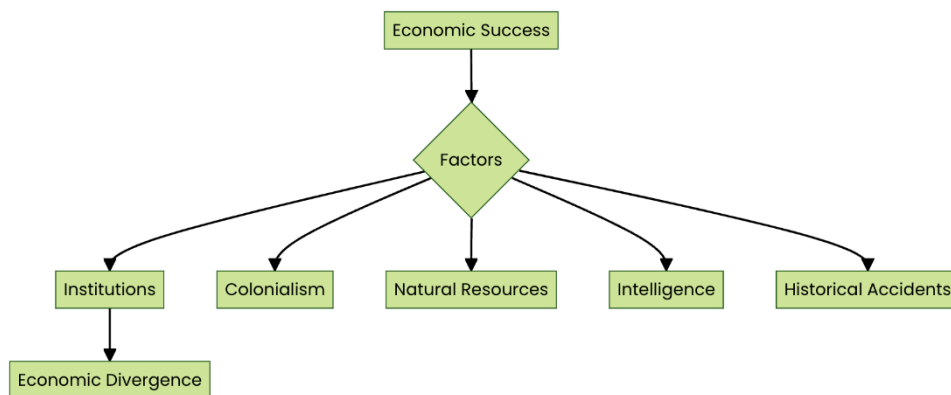 Economic Success
Factors
Institutions
Colonialism
Natural Resources
Intelligence
Historical Accidents
Economic Divergence